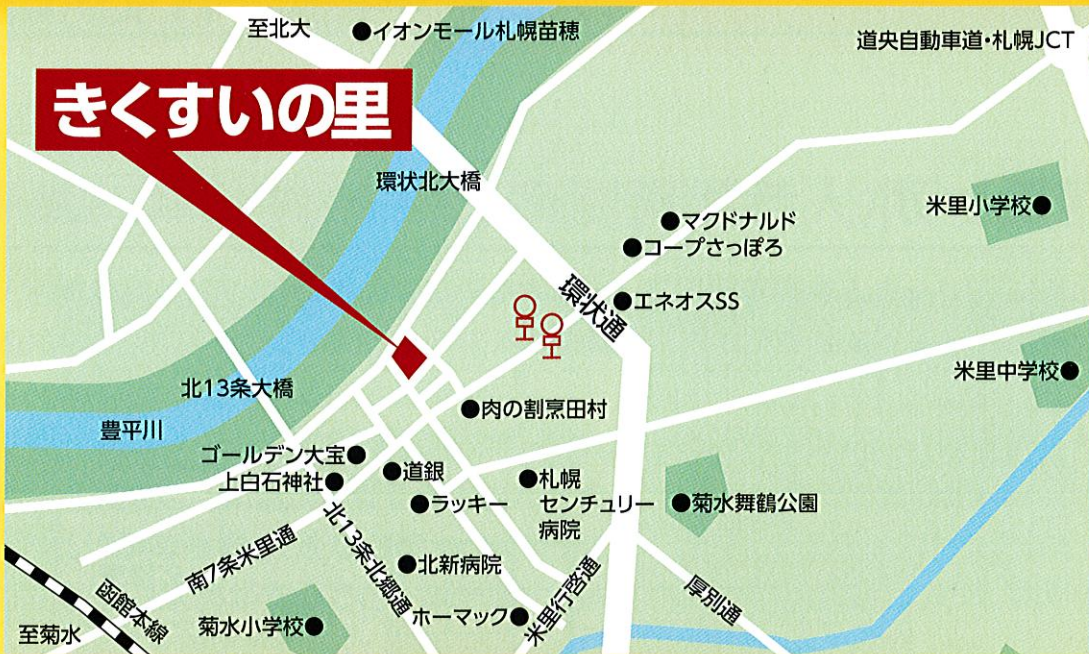 至北大
●イオンモール札幌苗穂
道央自動車道・札幌JCT
きくすいの里
環状北大橋
米里小学校●
●マクドナルド
●コープさっぽろ
環状通
●エネオスSS
米里中学校●
北13条大橋
豊平川
●肉の割烹田村
ゴールデン大宝●
上白石神社●
●道銀
●ラッキー
●札幌
センチュリー
病院
●菊水舞鶴公園
北13条北郷通
南7条米里通
●北新病院
函館本線
至菊水
菊水小学校●
ホーマック●
米里行啓通
厚別通